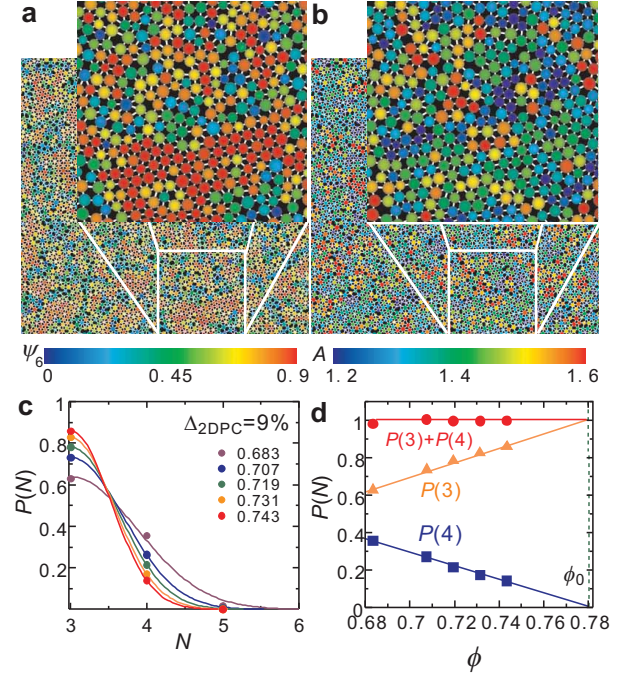 a b
ψ6 A
0 0.45 0.9 1.2 1.4 1.6
c d
Δ2DPC=9%
0.683
0.707
0.719
0.731
0.743
P(N)
1
0.8
0.6
0.4
0.2
0
3 4 5 6
N
P(3)+P(4)
P(3)
P(4)
ϕ0
P(N)
1
0.8
0.6
0.4
0.2
0
0.68 0.70 0.72 0.74 0.76 0.78
ϕ